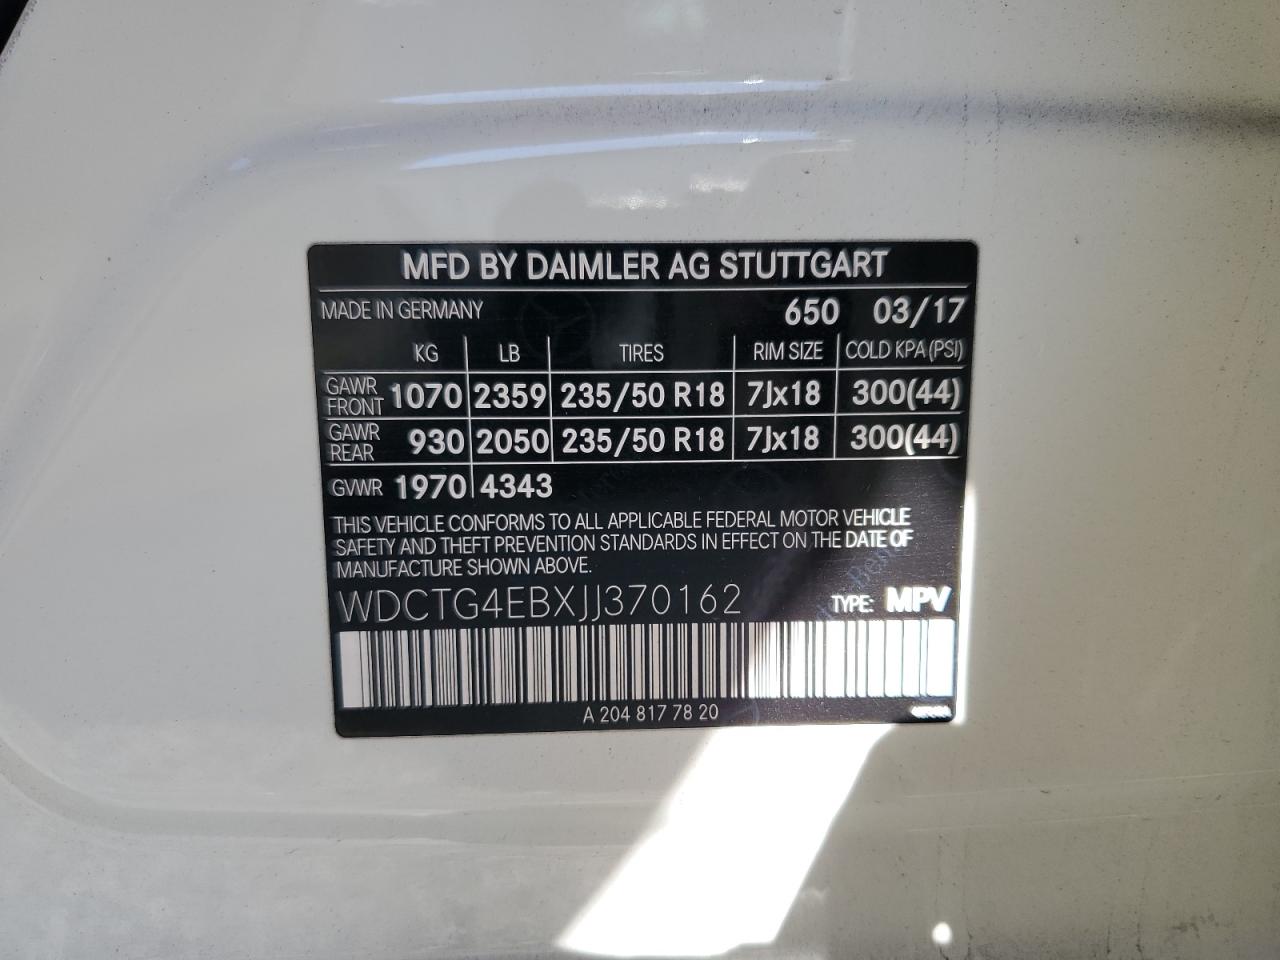 MFD BY DAIMLER AG STUTTGART
MADE IN GERMANY 650 03/17
KG LB TIRES RIM SIZE COLD KPA (PSI)
GAWR FRONT 1070 2359 235/50 R18 7Jx18 300(44)
GAWR REAR 930 2050 235/50 R18 7Jx18 300(44)
GVWR 1970 4343
THIS VEHICLE CONFORMS TO ALL APPLICABLE FEDERAL MOTOR VEHICLE
SAFETY AND THEFT PREVENTION STANDARDS IN EFFECT ON THE DATE OF
MANUFACTURE SHOWN ABOVE.
WDCTG4EBXJJ370162 TYPE: MPV
A 204 817 78 20